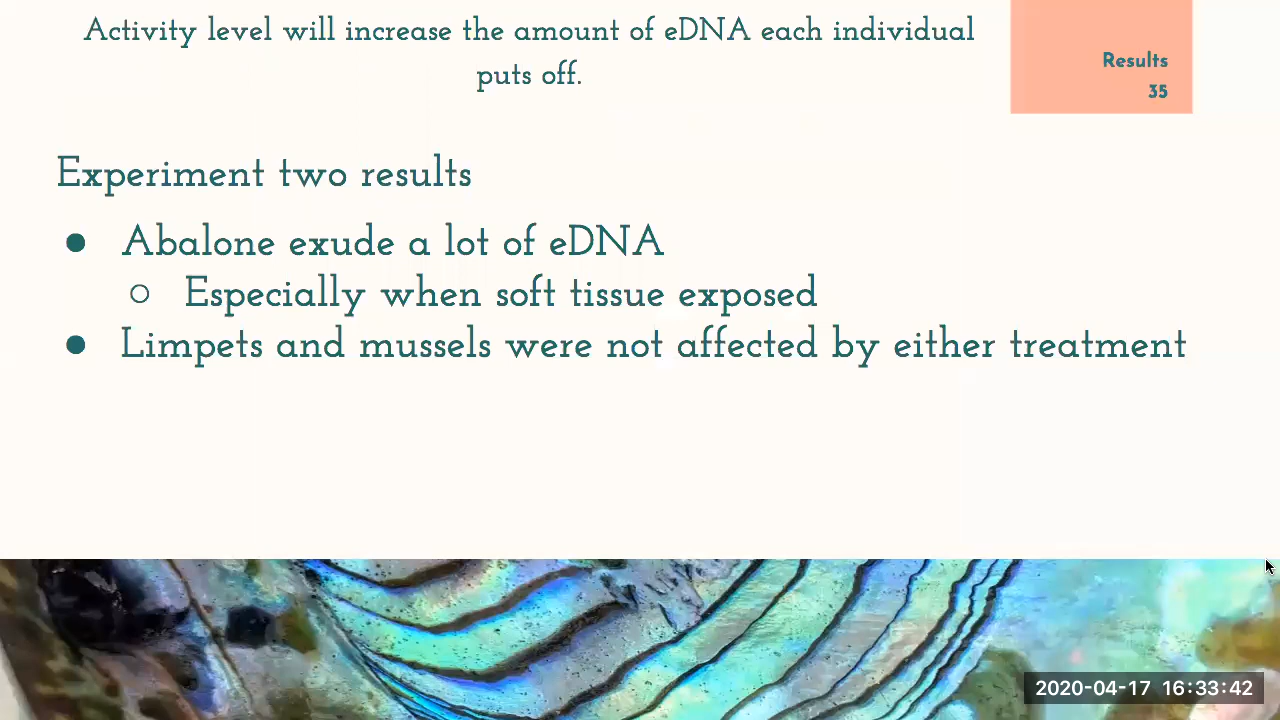 Activity level will increase the amount of eDNA each individual
puts off.
Results
35
Experiment two results
● Abalone exude a lot of eDNA
○ Especially when soft tissue exposed
● Limpets and mussels were not affected by either treatment
2020-04-17 16:33:42